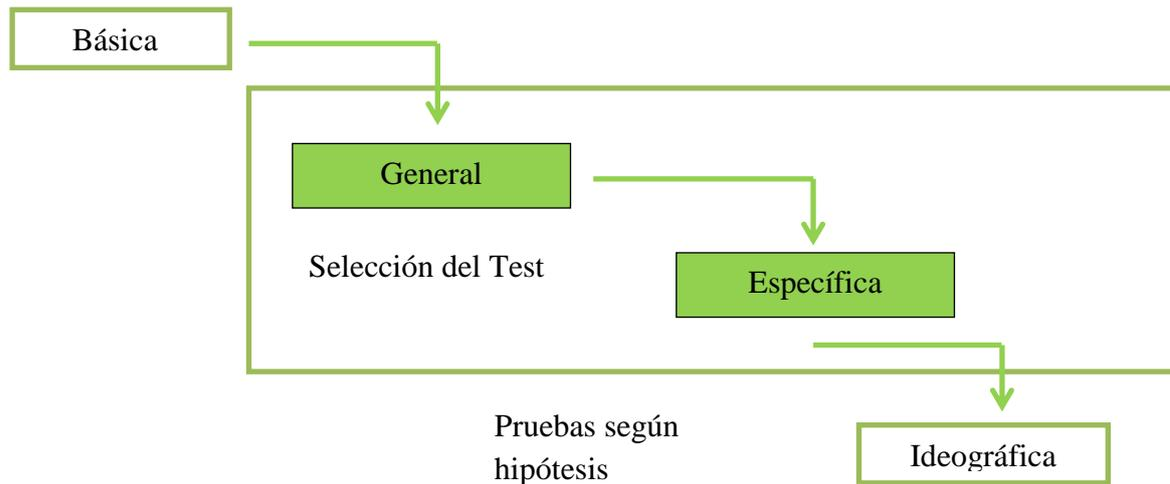 Básica
General
Selección del Test
Específica
Pruebas según
hipótesis
Ideográfica